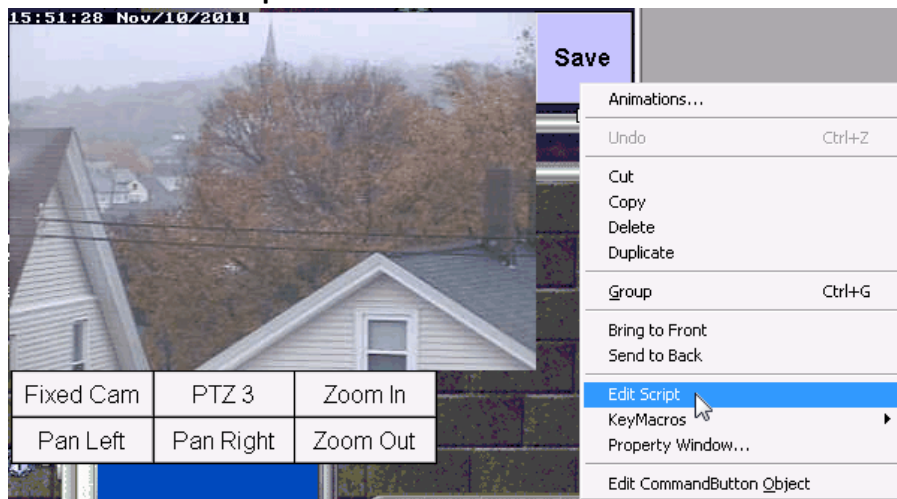 15:51:28 Nov/10/2011
Save
Animations...
Undo Ctrl+Z
Cut
Copy
Delete
Duplicate
Group Ctrl+G
Bring to Front
Send to Back
Edit Script
KeyMacros
Property Window...
Edit CommandButton Object
Fixed Cam PTZ 3 Zoom In
Pan Left Pan Right Zoom Out